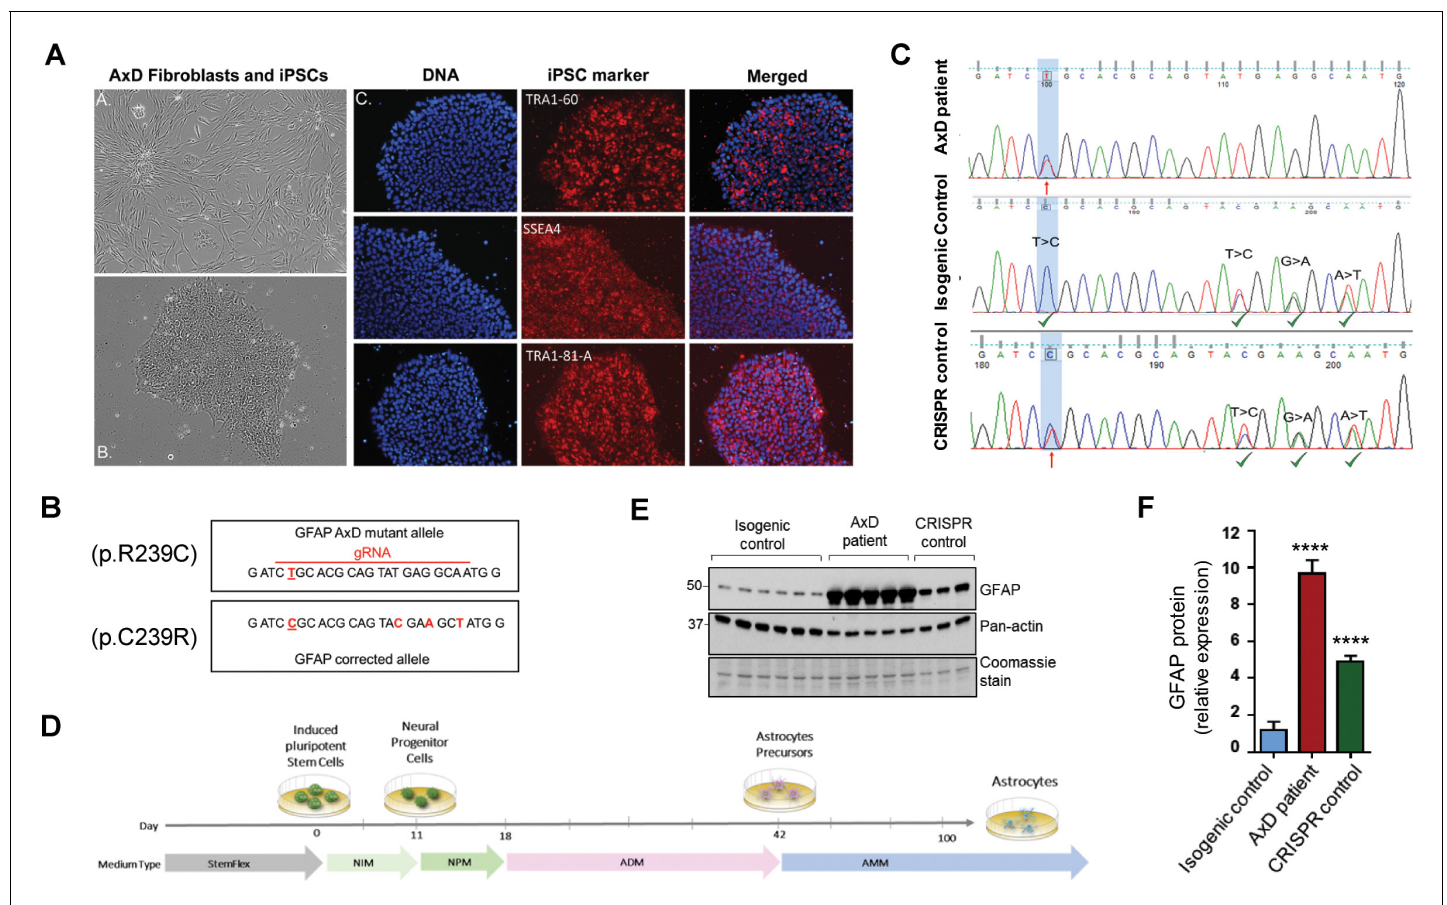 A
AxD Fibroblasts and iPSCs
DNA
iPSC marker
Merged
A.
B.
C.
TRA1-60
SSEA4
TRA1-81-A
C
AxD patient
G A T C T G C A C G C A G T A T G A G G C A A T G
100
110
120
Isogenic Control
G A T C C G C A C G C A G T A C G A A G C A A T G
190
200
T>C
T>C
G>A
A>T
CRISPR control
G A T C C G C A C G C A G T A C G A A G C A A T G
180
190
200
T>C
G>A
A>T
B
(p.R239C)
GFAP AxD mutant allele
gRNA
G ATC TGC ACG CAG TAT GAG GCA ATG G
(p.C239R)
G ATC CGC ACG CAG TAC GAA GCT ATG G
GFAP corrected allele
E
Isogenic control
AxD patient
CRISPR control
50
GFAP
37
Pan-actin
Coomassie stain
F
GFAP protein
(relative expression)
12
10
8
6
4
2
0
****
****
Isogenic control
AxD patient
CRISPR control
D
Induced
pluripotent
Stem Cells
Neural
Progenitor
Cells
Astrocytes
Precursors
Astrocytes
Day
0
11
18
42
100
Medium Type
StemFlex
NIM
NPM
ADM
AMM